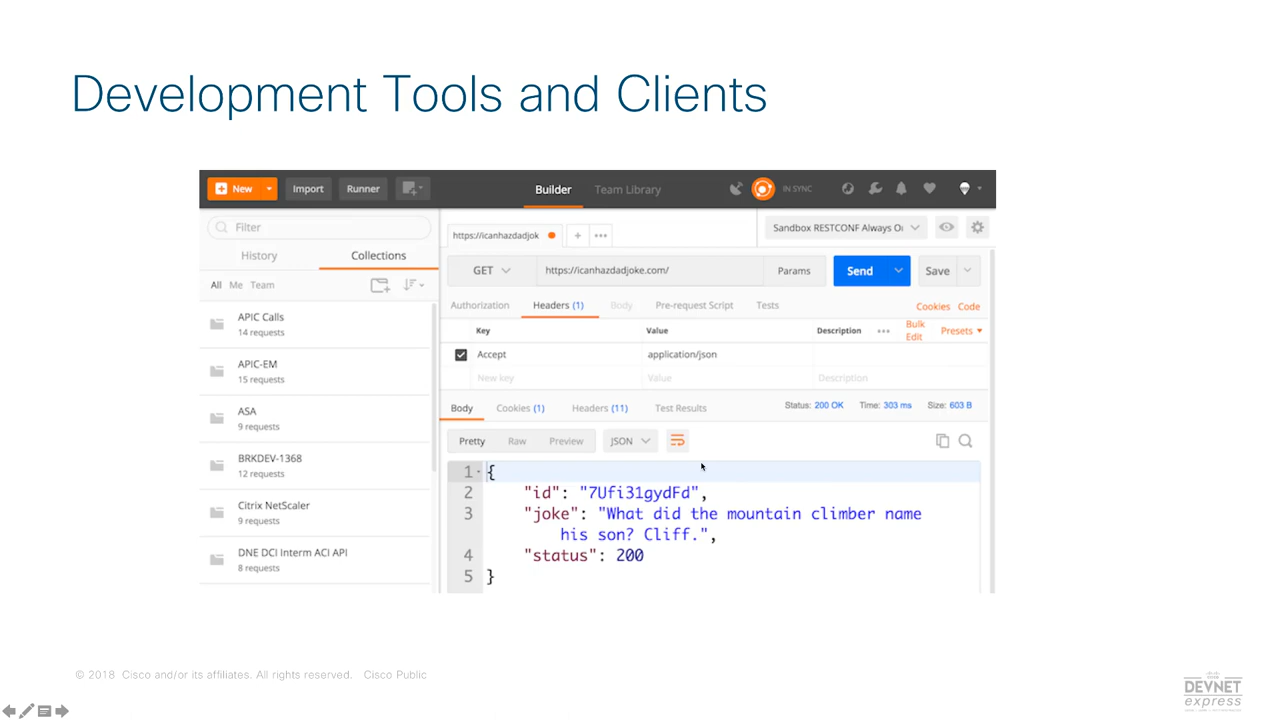 Development Tools and Clients
New
Import
Runner
Builder
Team Library
IN SYNC
Filter
History
Collections
All Me Team
APIC Calls
14 requests
APIC-EM
15 requests
ASA
9 requests
BRKDEV-1368
12 requests
Citrix NetScaler
9 requests
DNE DCI Interm ACI API
8 requests
https://icanhazdadjok
+
•••
Sandbox RESTCONF Always O
GET
https://icanhazdadjoke.com/
Params
Send
Save
Authorization
Headers (1)
Body
Pre-request Script
Tests
Cookies
Code
Key
Value
Description
•••
Bulk
Edit
Presets
Accept
application/json
New key
Value
Description
Body
Cookies (1)
Headers (11)
Test Results
Status: 200 OK
Time: 303 ms
Size: 603 B
Pretty
Raw
Preview
JSON
1 {
2 "id": "7Ufi31gydFd",
3 "joke": "What did the mountain climber name
his son? Cliff.",
4 "status": 200
5 }
© 2018 Cisco and/or its affiliates. All rights reserved. Cisco Public
DEVNET
express